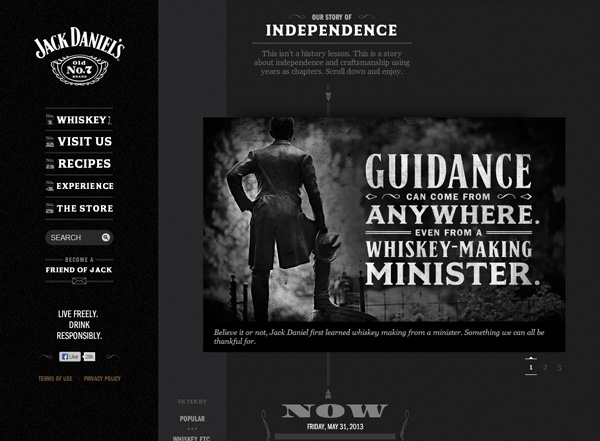 JACK DANIEL'S
Old
No.7
BRAND
No. 1 WHISKEY
No. VISIT US
No. RECIPES
No. EXPERIENCE
No. THE STORE
SEARCH
BECOME A
FRIEND OF JACK
LIVE FREELY.
DRINK
RESPONSIBLY.
Like 28k
TERMS OF USE · PRIVACY POLICY
OUR STORY OF
INDEPENDENCE
This isn't a history lesson. This is a story
about independence and craftsmanship using
years as chapters. Scroll down and enjoy.
GUIDANCE
CAN COME FROM
ANYWHERE.
EVEN FROM A
WHISKEY-MAKING
MINISTER.
Believe it or not, Jack Daniel first learned whiskey making from a minister. Something we can all be
thankful for.
1 2 3
FILTER BY
POPULAR
WHISKEY, ETC.
NOW
FRIDAY, MAY 31, 2013